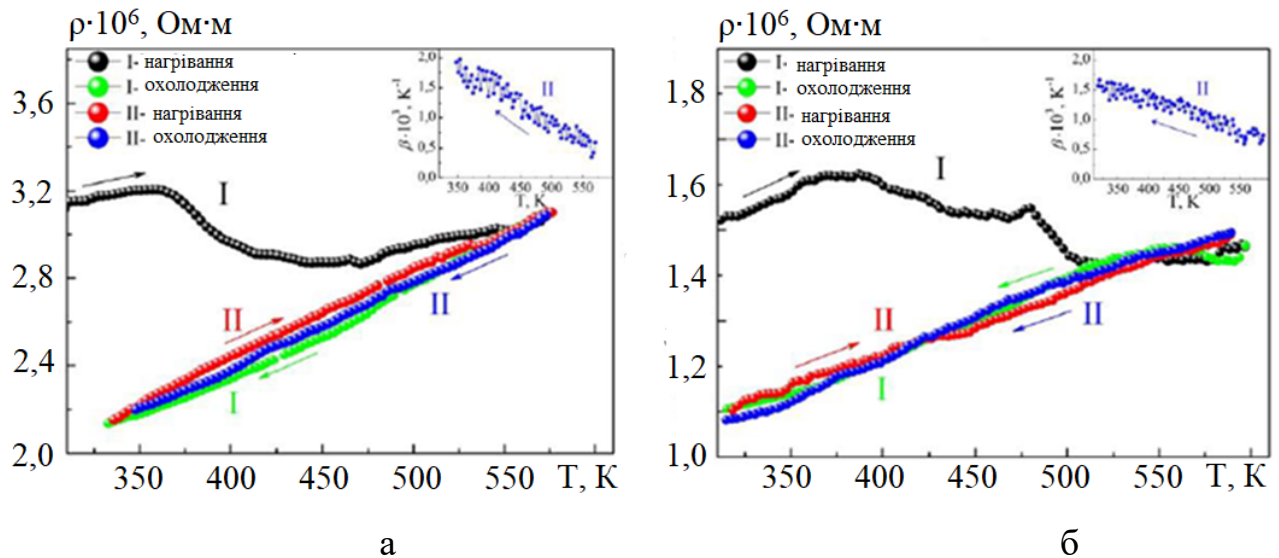 ρ·10⁶, Ом·м
I- нагрівання
I- охолодження
II- нагрівання
II- охолодження
3,6
3,2
2,8
2,4
2,0
350 400 450 500 550 T, K
I
II
II
I
β·10³, K⁻¹
2,0
1,5
1,0
0,5
0
II
350 400 450 500 550
T, K
а
ρ·10⁶, Ом·м
I- нагрівання
I- охолодження
II- нагрівання
II- охолодження
1,8
1,6
1,4
1,2
1,0
350 400 450 500 550 T, K
I
II
II
I
β·10³, K⁻¹
2,0
1,5
1,0
0,5
0
II
350 400 450 500 550
T, K
б